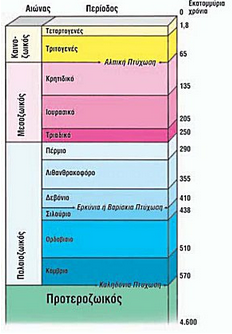 Εκατομμύρια
Αιώνας Περίοδος χρόνια
0
Τεταρτογενές
1,8
Καινοζωικός
Τριτογενές
65
Αλπική Πτύχωση
Κρητιδικό
135
Μεσοζωικός
Ιουρασικό
205
Τριαδικό
250
Πέρμιο
290
Λιθανθρακοφόρο
355
Δεβόνιο
410
Ερκύνια ή Βαρίσκια Πτύχωση
438
Σιλούριο
Παλαιοζωικός
Ορδοβίσιο
510
Κάμβριο
570
Καληδόνια Πτύχωση
Προτεροζωικός
4.600